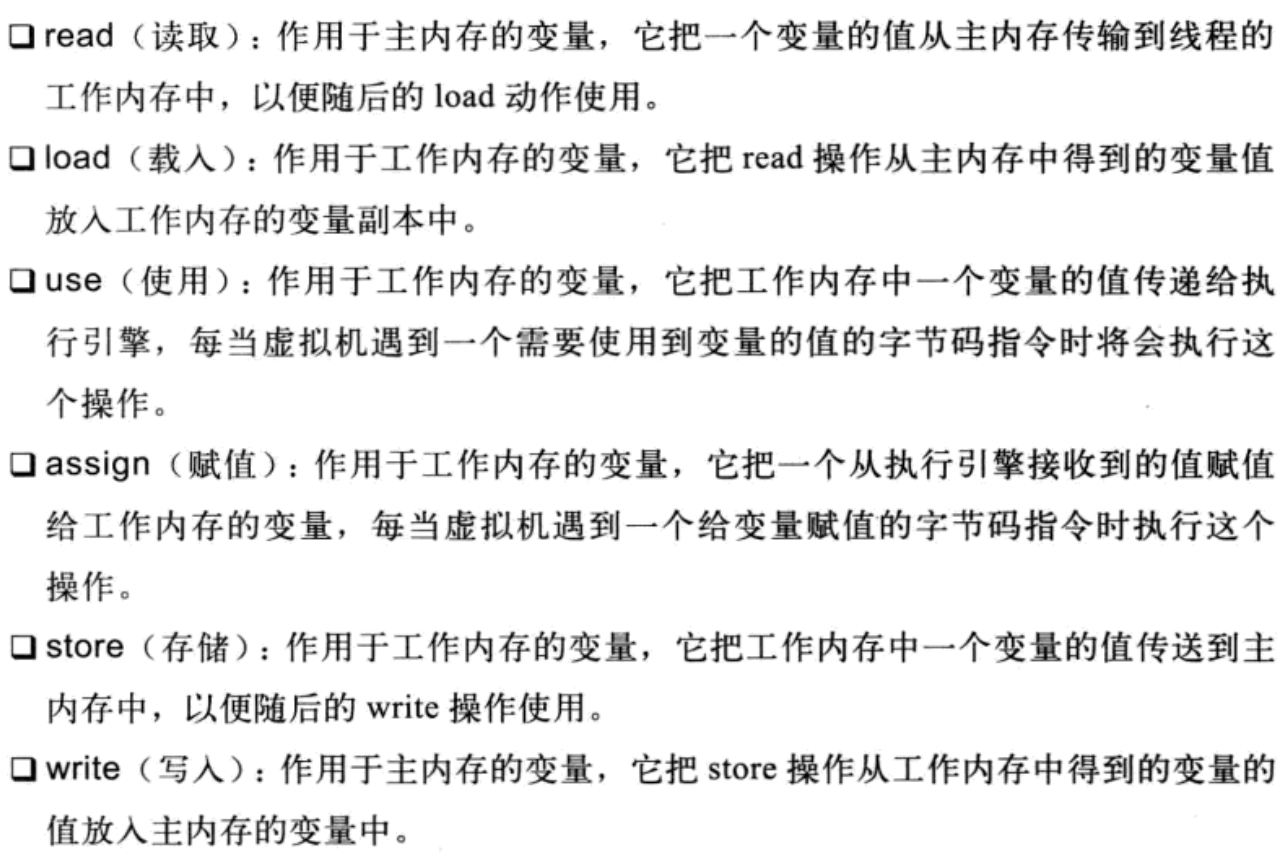 ❑ read（读取）：作用于主内存的变量，它把一个变量的值从主内存传输到线程的
工作内存中，以便随后的 load 动作使用。
❑ load（载入）：作用于工作内存的变量，它把 read 操作从主内存中得到的变量值
放入工作内存的变量副本中。
❑ use（使用）：作用于工作内存的变量，它把工作内存中一个变量的值传递给执
行引擎，每当虚拟机遇到一个需要使用到变量的值的字节码指令时将会执行这
个操作。
❑ assign（赋值）：作用于工作内存的变量，它把一个从执行引擎接收到的值赋值
给工作内存的变量，每当虚拟机遇到一个给变量赋值的字节码指令时执行这个
操作。
❑ store（存储）：作用于工作内存的变量，它把工作内存中一个变量的值传送到主
内存中，以便随后的 write 操作使用。
❑ write（写入）：作用于主内存的变量，它把 store 操作从工作内存中得到的变量的
值放入主内存的变量中。